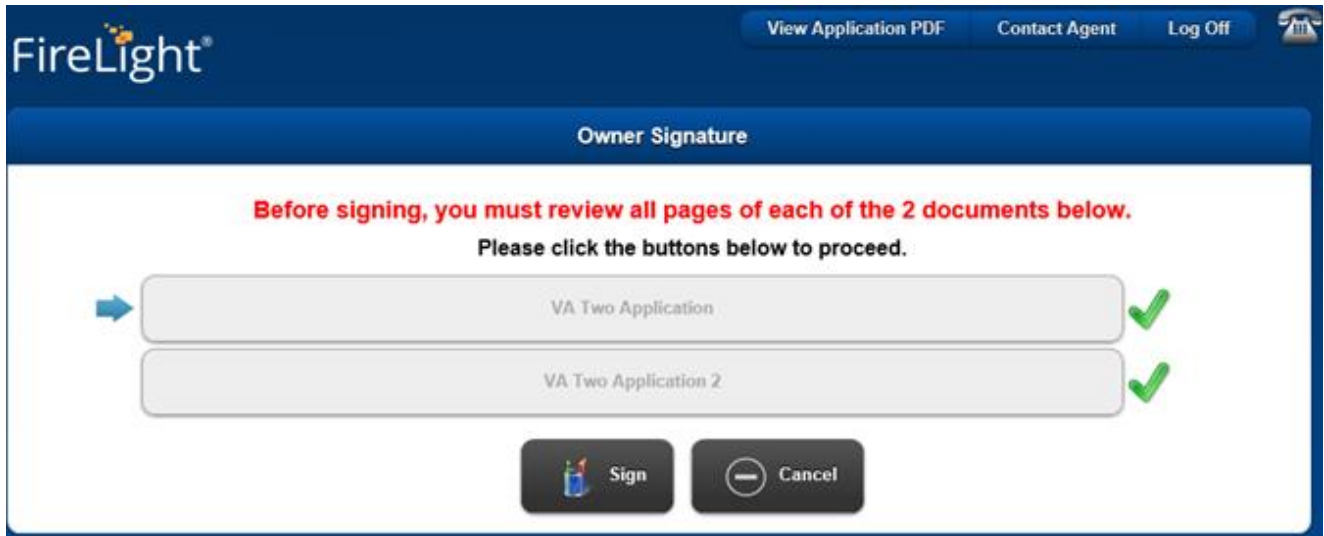 FireLight®
View Application PDF Contact Agent Log Off
Owner Signature
Before signing, you must review all pages of each of the 2 documents below.
Please click the buttons below to proceed.
VA Two Application
VA Two Application 2
Sign Cancel